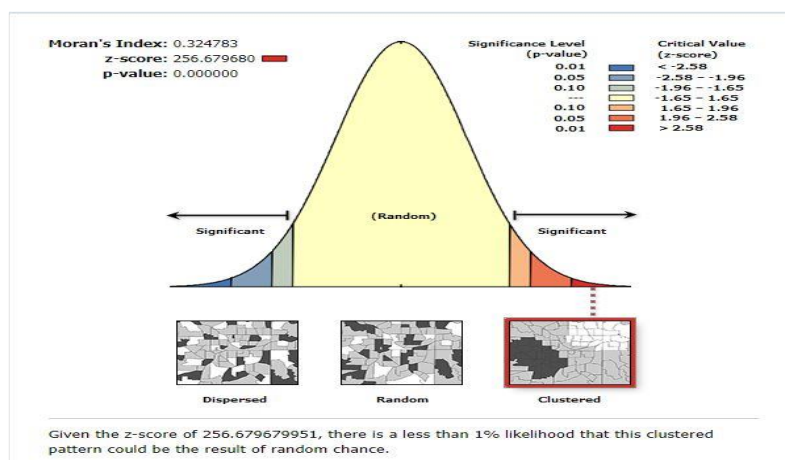 Moran's Index: 0.324783
z-score: 256.679680
p-value: 0.000000
Significance Level
(p-value)
Critical Value
(z-score)
0.01 < -2.58
0.05 -2.58 – -1.96
0.10 -1.96 – -1.65
--- -1.65 – 1.65
0.10 1.65 – 1.96
0.05 1.96 – 2.58
0.01 > 2.58
Significant
(Random)
Significant
Dispersed
Random
Clustered
Given the z-score of 256.679679951, there is a less than 1% likelihood that this clustered
pattern could be the result of random chance.